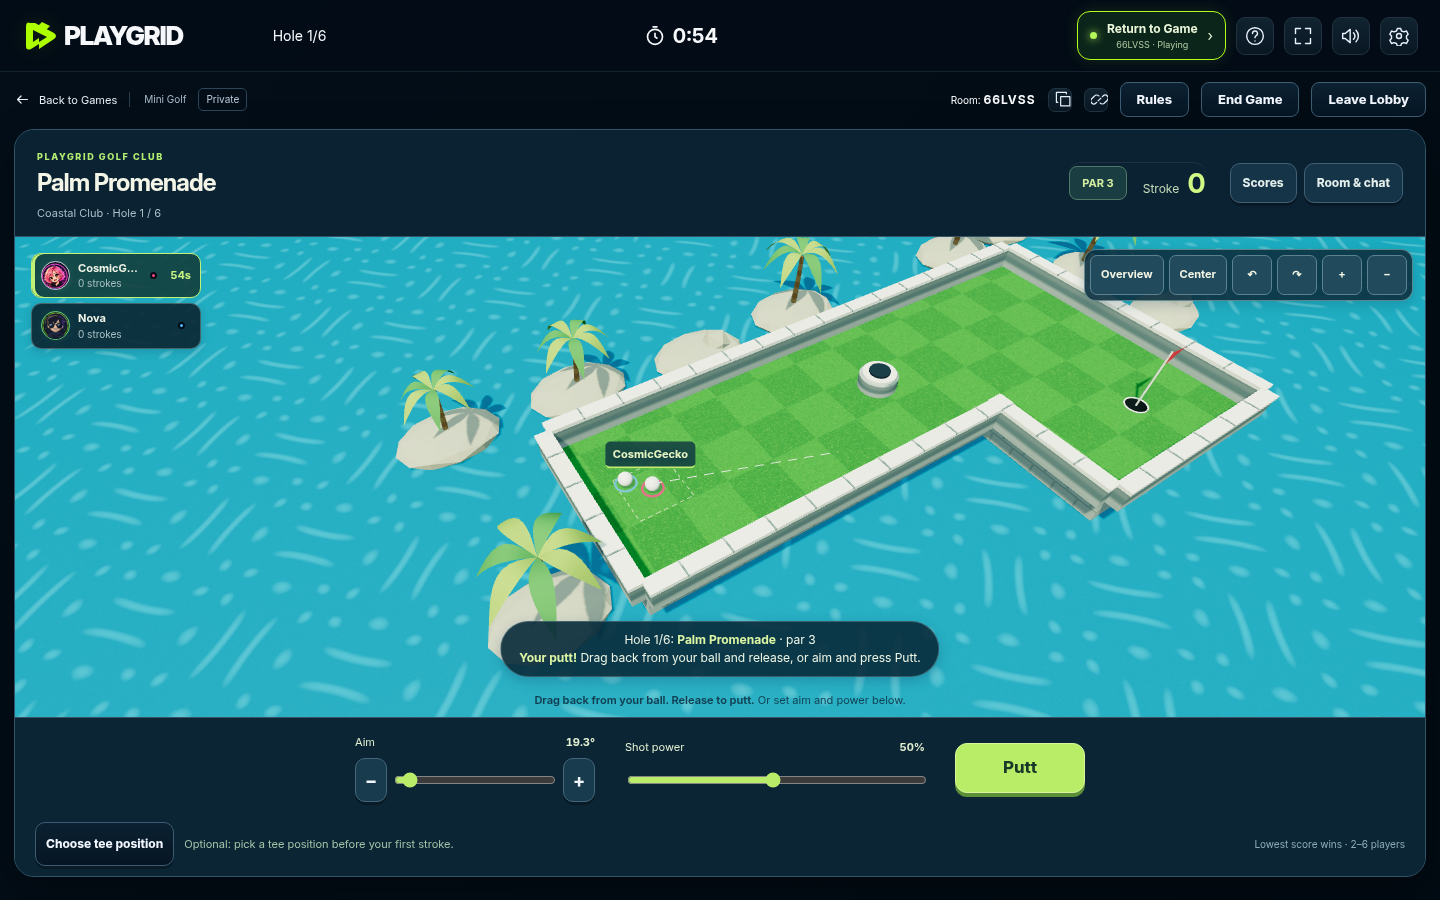 PLAYGRID
Hole 1/6
0:54
Return to Game
66LVSS · Playing
Back to Games
Mini Golf
Private
Room: 66LVSS
Rules
End Game
Leave Lobby
PLAYGRID GOLF CLUB
Palm Promenade
Coastal Club · Hole 1 / 6
PAR 3
Stroke 0
Scores
Room & chat
CosmicG...
54s
0 strokes
Nova
0 strokes
Overview
Center
↶
↷
+
−
CosmicGecko
Hole 1/6: Palm Promenade · par 3
Your putt! Drag back from your ball and release, or aim and press Putt.
Drag back from your ball. Release to putt. Or set aim and power below.
Aim
19.3°
−
+
Shot power
50%
Putt
Choose tee position
Optional: pick a tee position before your first stroke.
Lowest score wins · 2–6 players